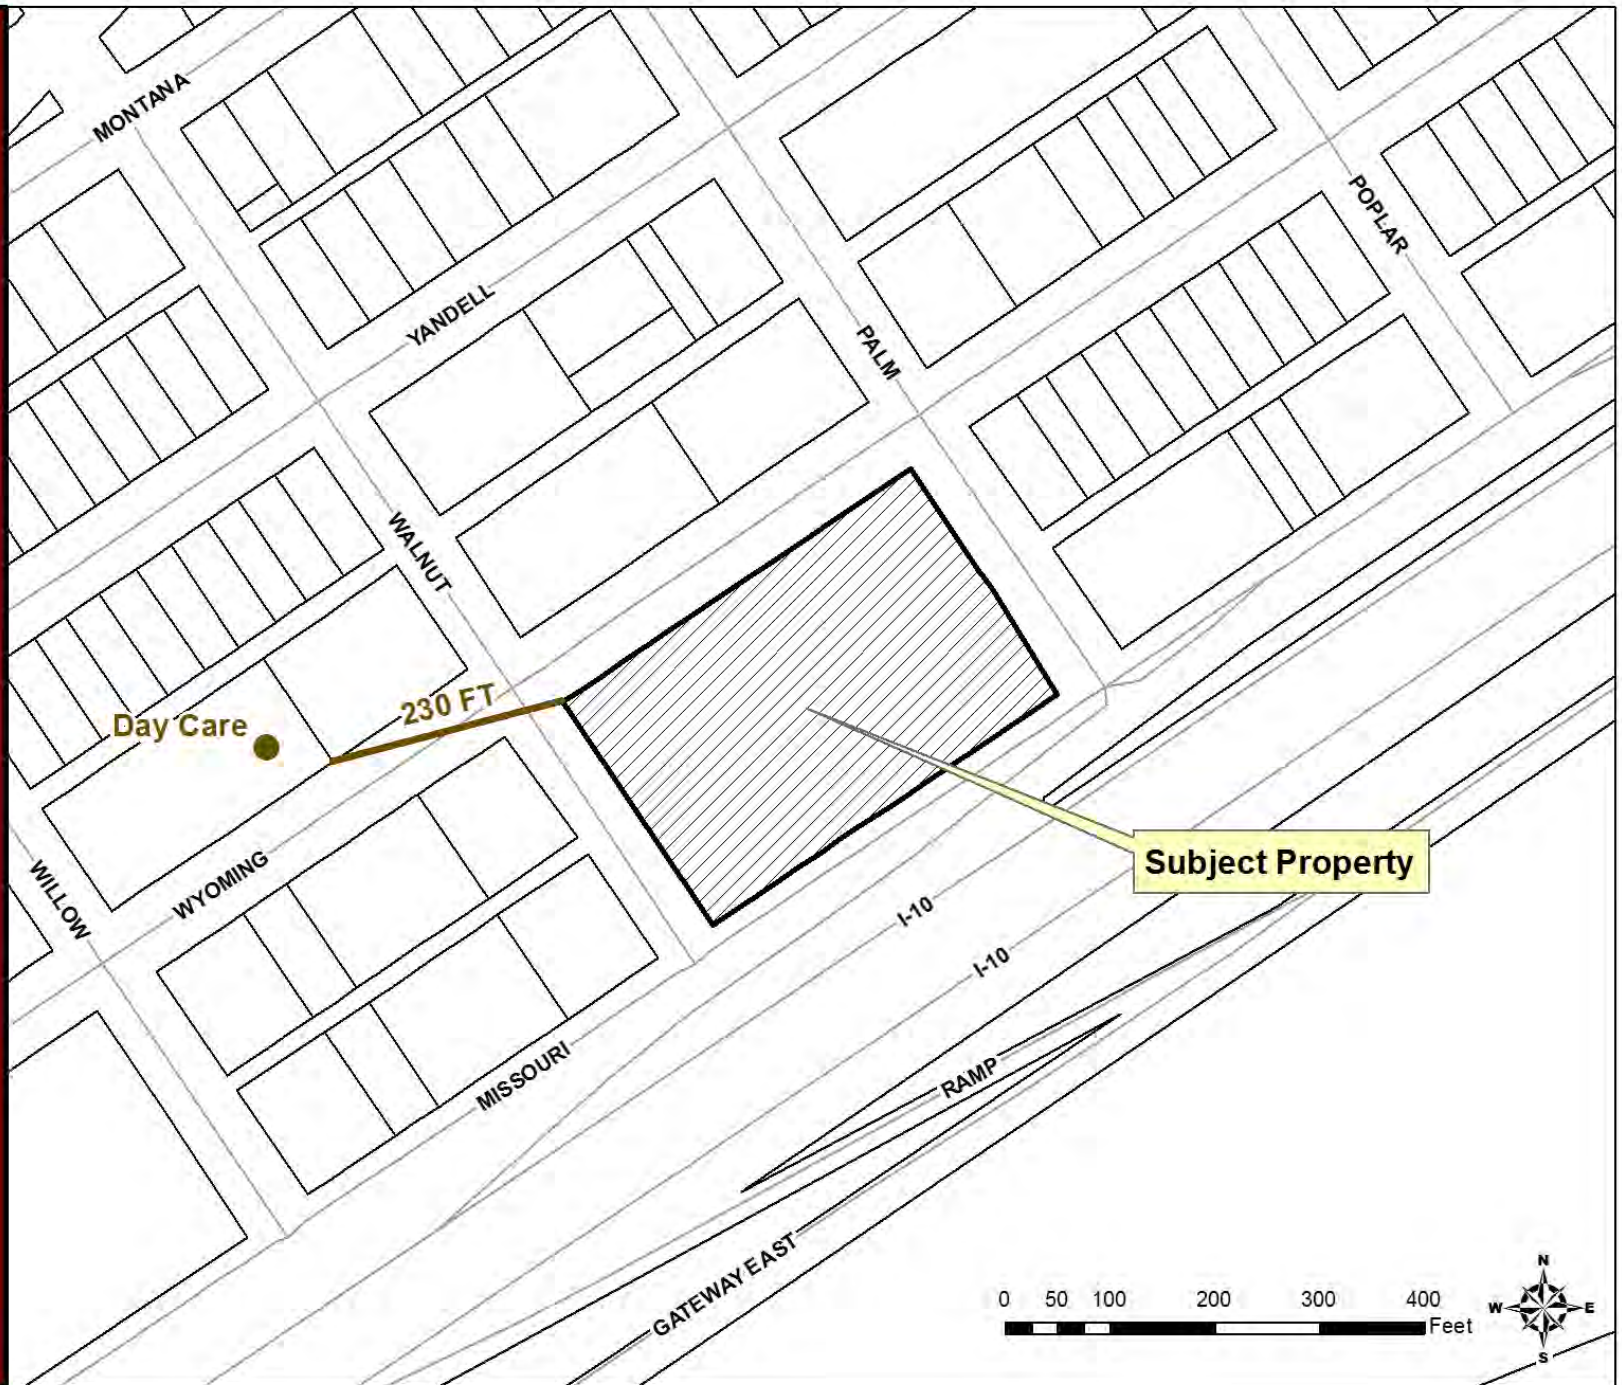 MONTANA
POPLAR
YANDELL
PALM
WALNUT
230 FT
Day Care
Subject Property
WILLOW
WYOMING
I-10
I-10
MISSOURI
RAMP
GATEWAY EAST
N
W E
S
0 50 100 200 300 400
Feet